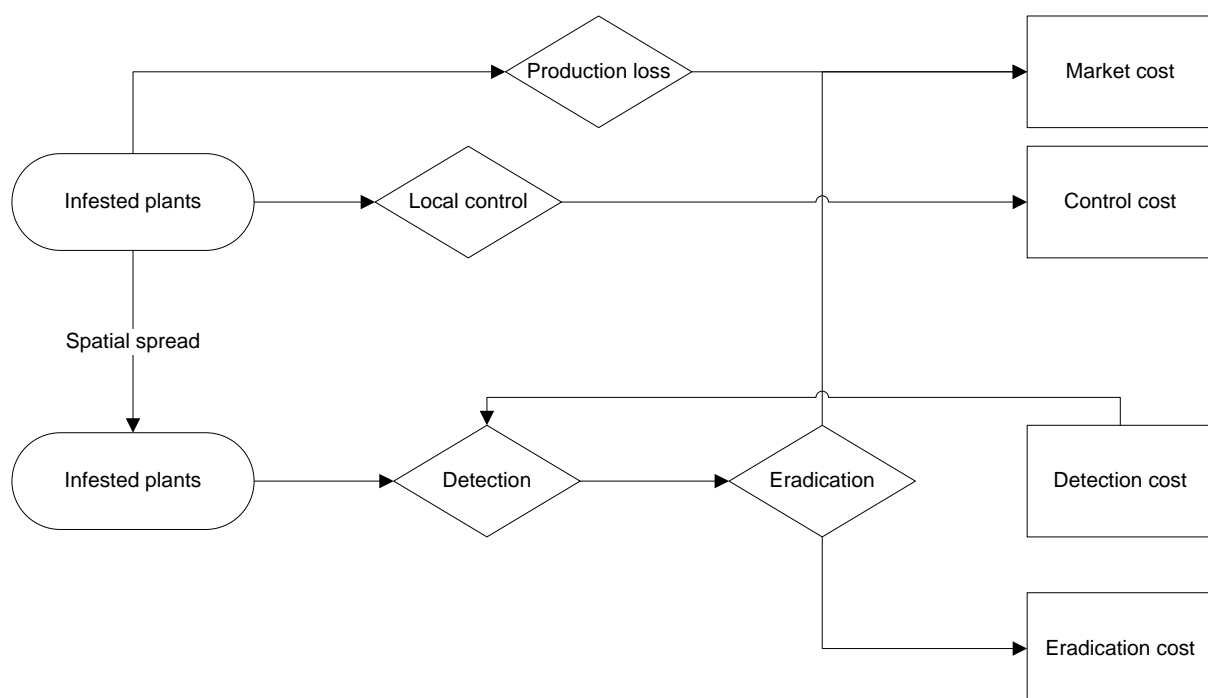 Production loss
Market cost
Infested plants
Local control
Control cost
Spatial spread
Infested plants
Detection
Eradication
Detection cost
Eradication cost